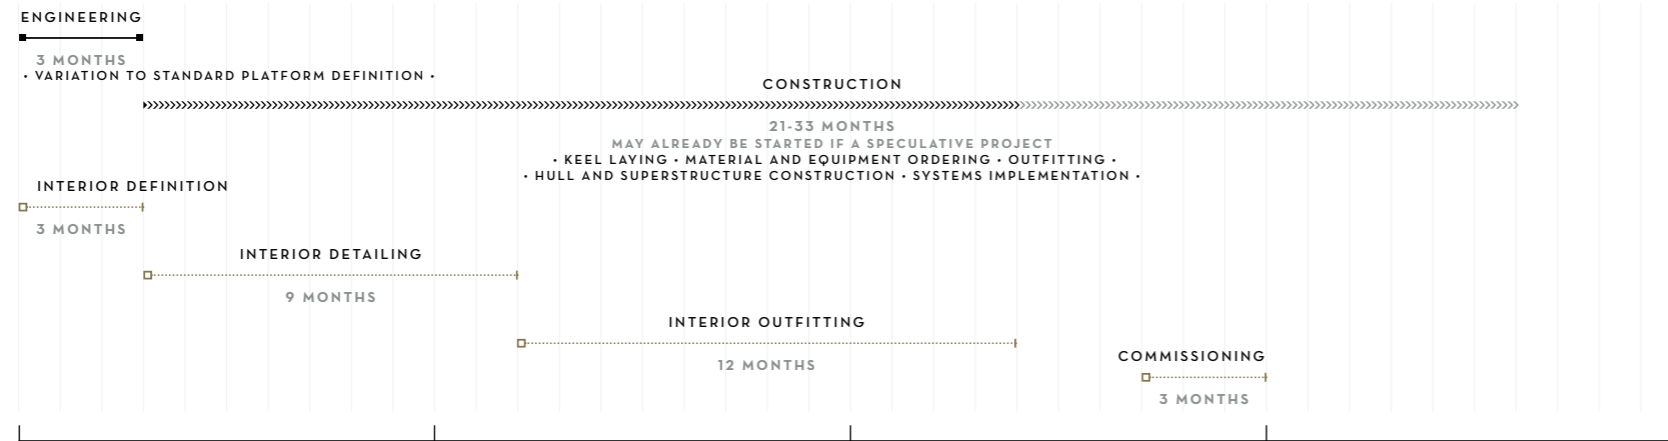 ENGINEERING
3 MONTHS
• VARIATION TO STANDARD PLATFORM DEFINITION •
CONSTRUCTION
21-33 MONTHS
MAY ALREADY BE STARTED IF A SPECULATIVE PROJECT
• KEEL LAYING • MATERIAL AND EQUIPMENT ORDERING • OUTFITTING •
• HULL AND SUPERSTRUCTURE CONSTRUCTION • SYSTEMS IMPLEMENTATION •
INTERIOR DEFINITION
3 MONTHS
INTERIOR DETAILING
9 MONTHS
INTERIOR OUTFITTING
12 MONTHS
COMMISSIONING
3 MONTHS